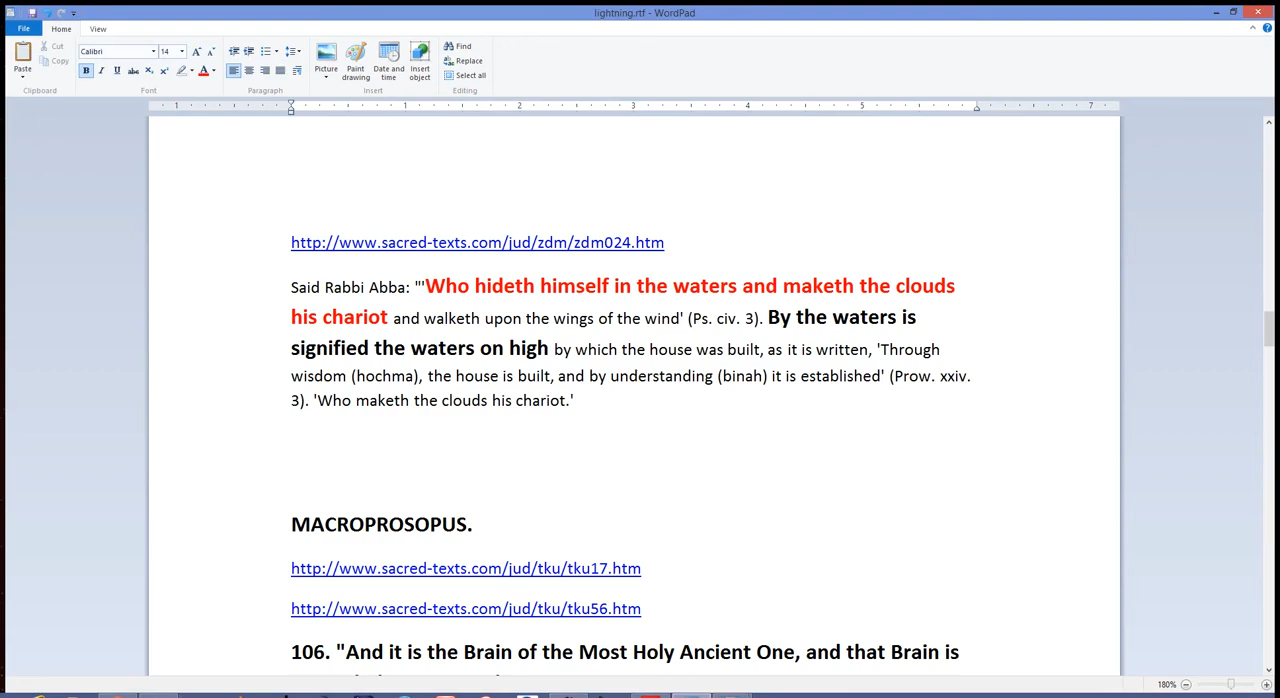 lightning.rtf - WordPad
File Home View
Cut
Copy
Paste
Calibri 14
Picture Paint drawing Date and time Insert object
Find
Replace
Select all
Clipboard Font Paragraph Insert Editing
1 1 2 3 4 5 7
http://www.sacred-texts.com/jud/zdm/zdm024.htm
Said Rabbi Abba: "'Who hideth himself in the waters and maketh the clouds
his chariot and walketh upon the wings of the wind' (Ps. civ. 3). By the waters is
signified the waters on high by which the house was built, as it is written, 'Through
wisdom (hochma), the house is built, and by understanding (binah) it is established' (Prow. xxiv.
3). 'Who maketh the clouds his chariot.'
MACROPROSOPUS.
http://www.sacred-texts.com/jud/tku/tku17.htm
http://www.sacred-texts.com/jud/tku/tku56.htm
106. "And it is the Brain of the Most Holy Ancient One, and that Brain is
180%